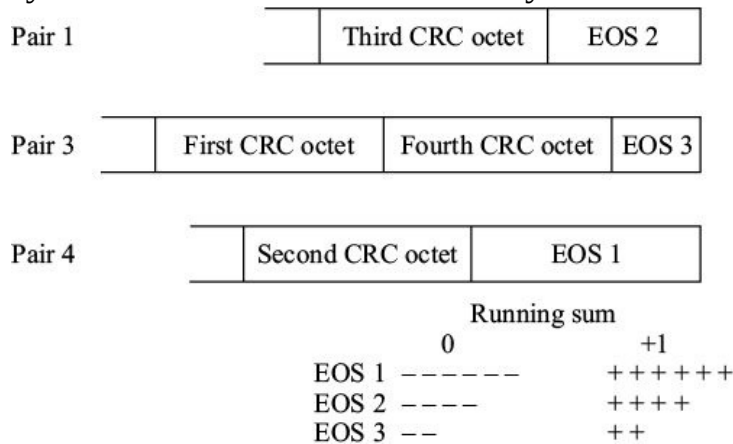 Pair 1 Third CRC octet EOS 2
Pair 3 First CRC octet Fourth CRC octet EOS 3
Pair 4 Second CRC octet EOS 1
Running sum
0 +1
EOS 1 − − − − − − + + + + + +
EOS 2 − − − − + + + +
EOS 3 − − + +